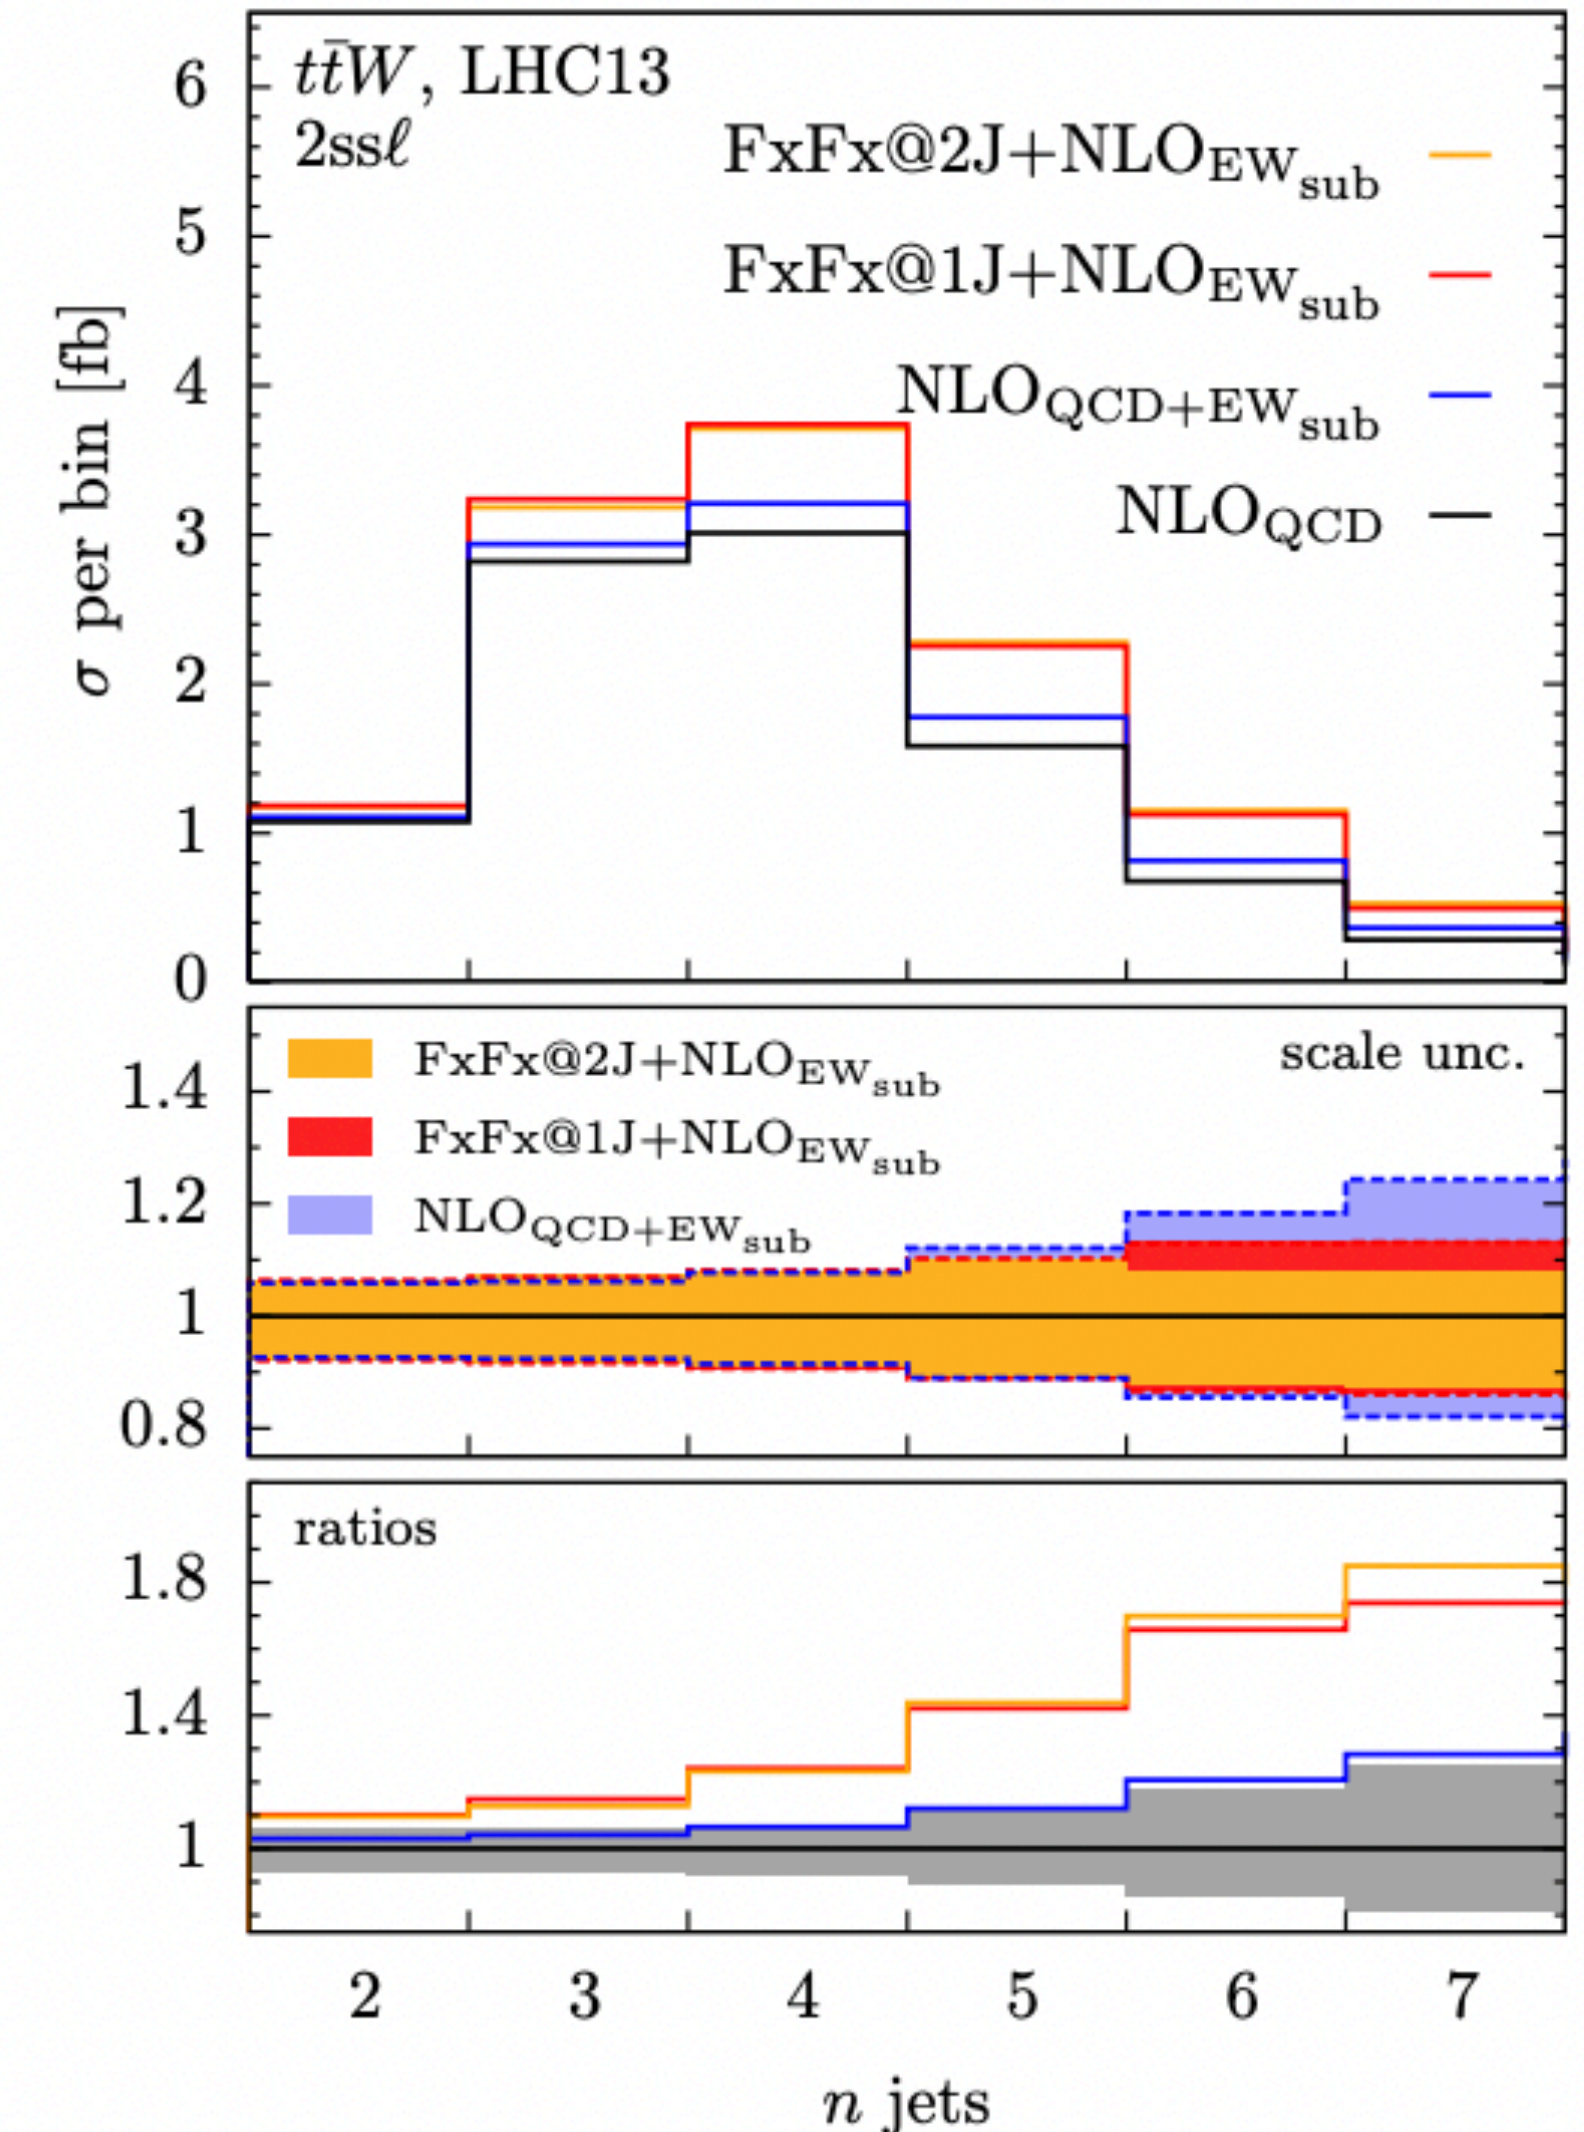 tt̄W, LHC13
2ssℓ
FxFx@2J+NLO_EW_sub
FxFx@1J+NLO_EW_sub
NLO_QCD+EW_sub
NLO_QCD
σ per bin [fb]
6
5
4
3
2
1
0
FxFx@2J+NLO_EW_sub
FxFx@1J+NLO_EW_sub
NLO_QCD+EW_sub
scale unc.
1.4
1.2
1
0.8
ratios
1.8
1.4
1
2 3 4 5 6 7
n jets